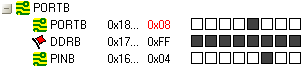 PORTB
PORTB 0x18... 0x08
DDRB 0x17... 0xFF
PINB 0x16... 0x04